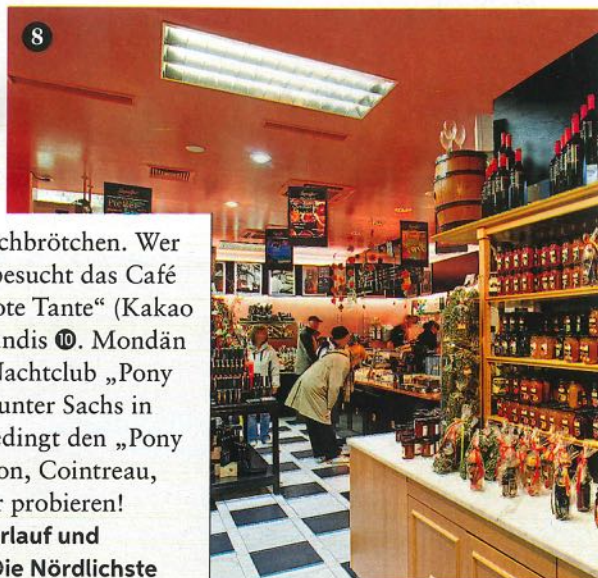 8
chbrötchen. Wer
besucht das Café
ote Tante“ (Kakao
ndis ❿. Mondän
Nachtclub „Pony
unter Sachs in
edingt den „Pony
on, Cointreau,
r probieren!
rlauf und
Die Nördlichste